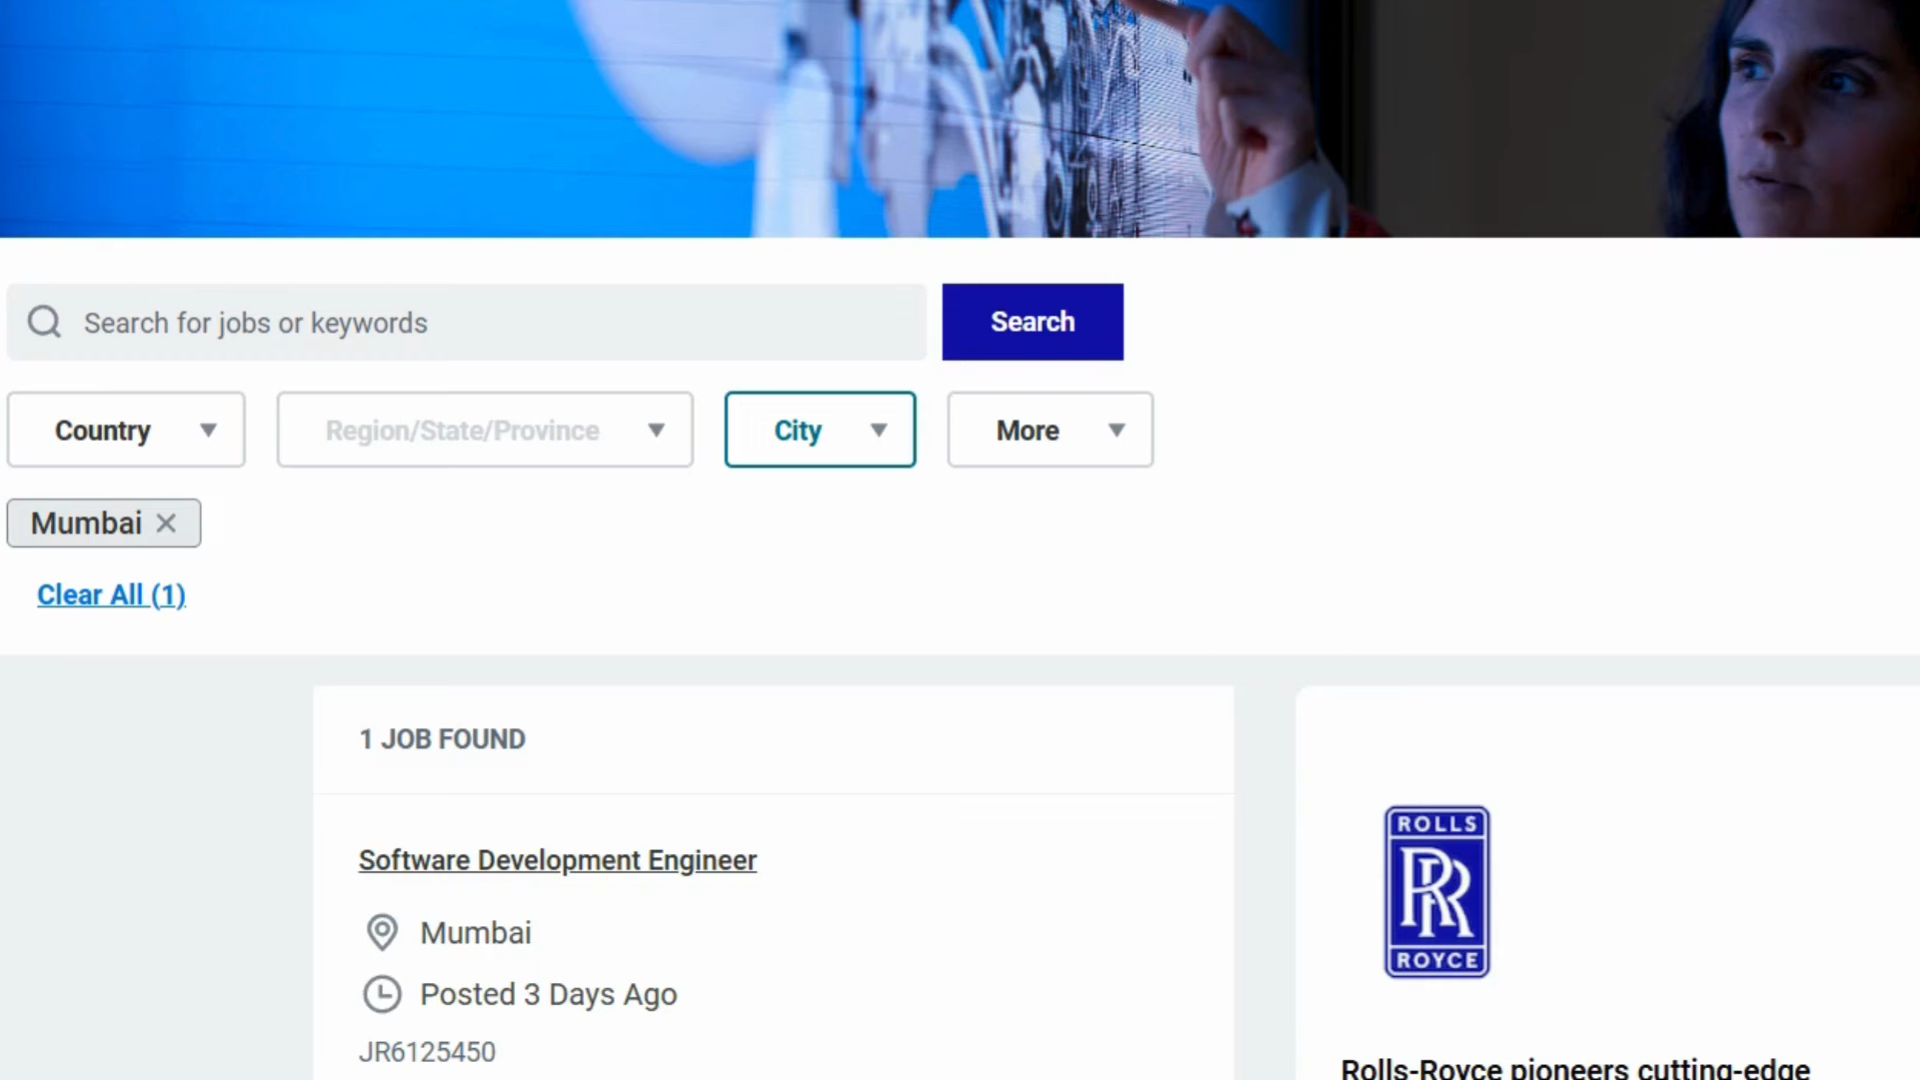 Search for jobs or keywords
Search
Country
Region/State/Province
City
More
Mumbai
Clear All (1)
1 JOB FOUND
Software Development Engineer
Mumbai
Posted 3 Days Ago
JR6125450
ROLLS
RR
ROYCE
Rolls-Royce pioneers cutting-edge